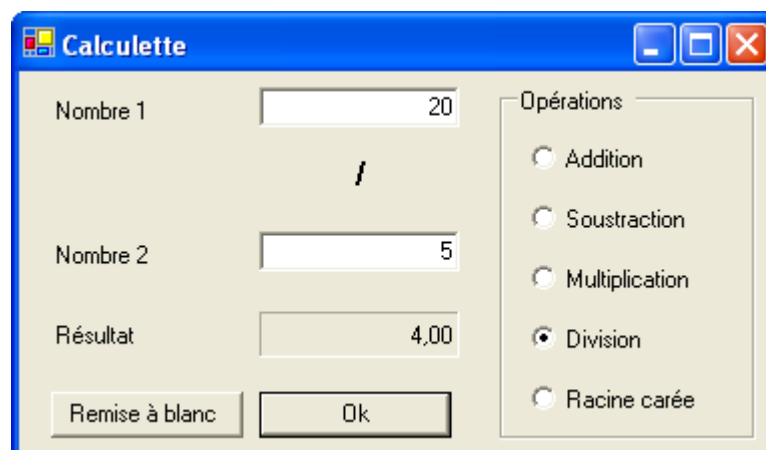 Calculette
Nombre 1
20
/
Nombre 2
5
Résultat
4,00
Remise à blanc
Ok
Opérations
Addition
Soustraction
Multiplication
Division
Racine carée